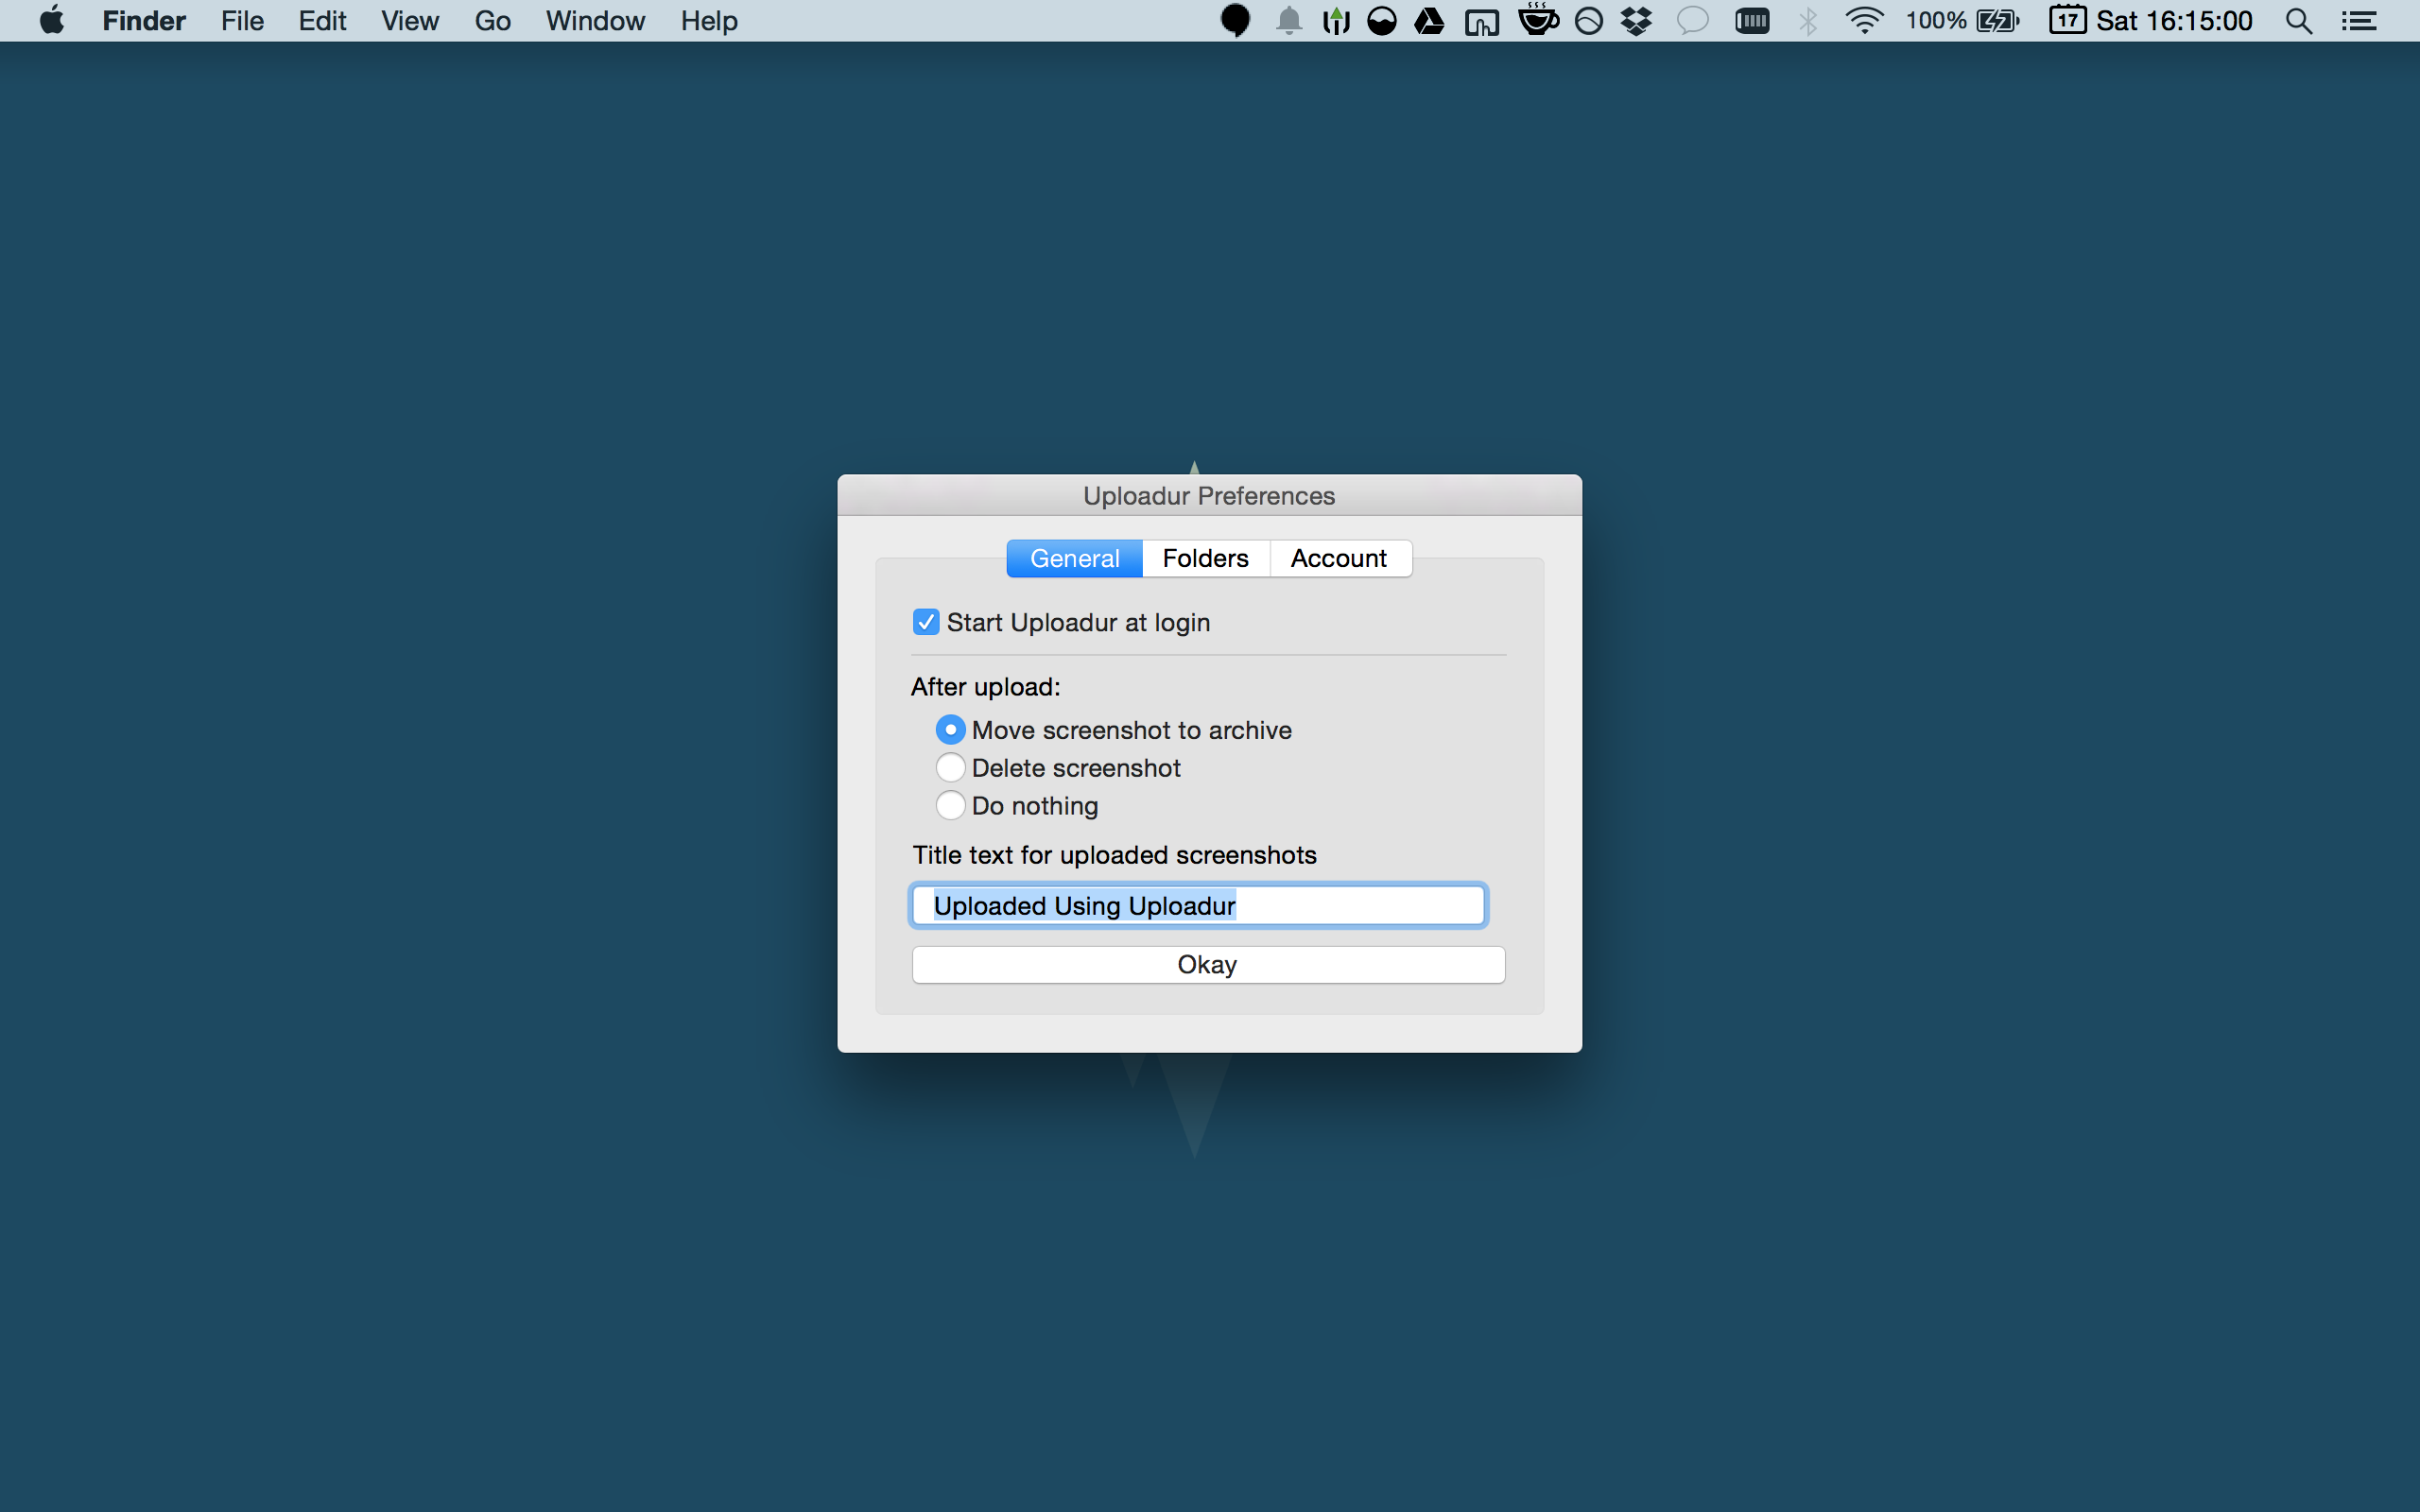 Finder File Edit View Go Window Help 100% 17 Sat 16:15:00
Uploadur Preferences
General Folders Account
Start Uploadur at login
After upload:
Move screenshot to archive
Delete screenshot
Do nothing
Title text for uploaded screenshots
Uploaded Using Uploadur
Okay